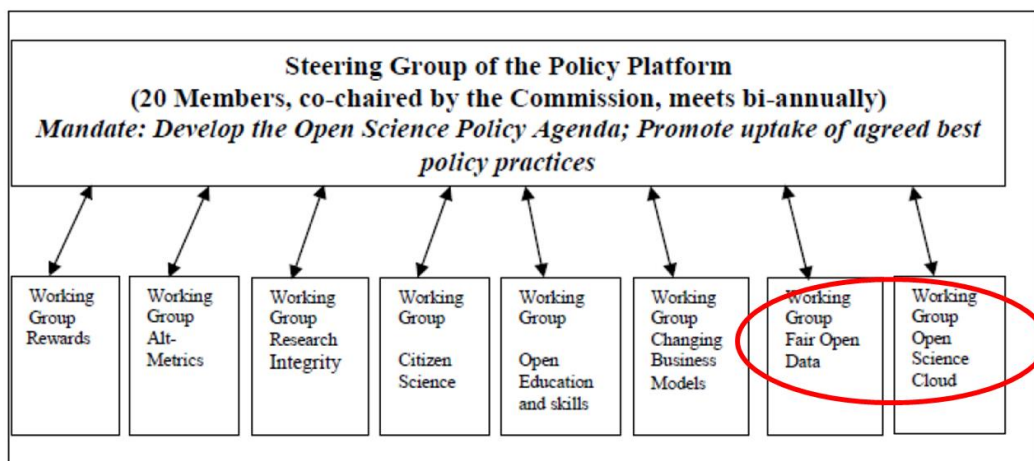 Steering Group of the Policy Platform
(20 Members, co-chaired by the Commission, meets bi-annually)
Mandate: Develop the Open Science Policy Agenda; Promote uptake of agreed best
policy practices
Working
Group
Rewards
Working
Group
Alt-
Metrics
Working
Group
Research
Integrity
Working
Group
Citizen
Science
Working
Group
Open
Education
and skills
Working
Group
Changing
Business
Models
Working
Group
Fair Open
Data
Working
Group
Open
Science
Cloud